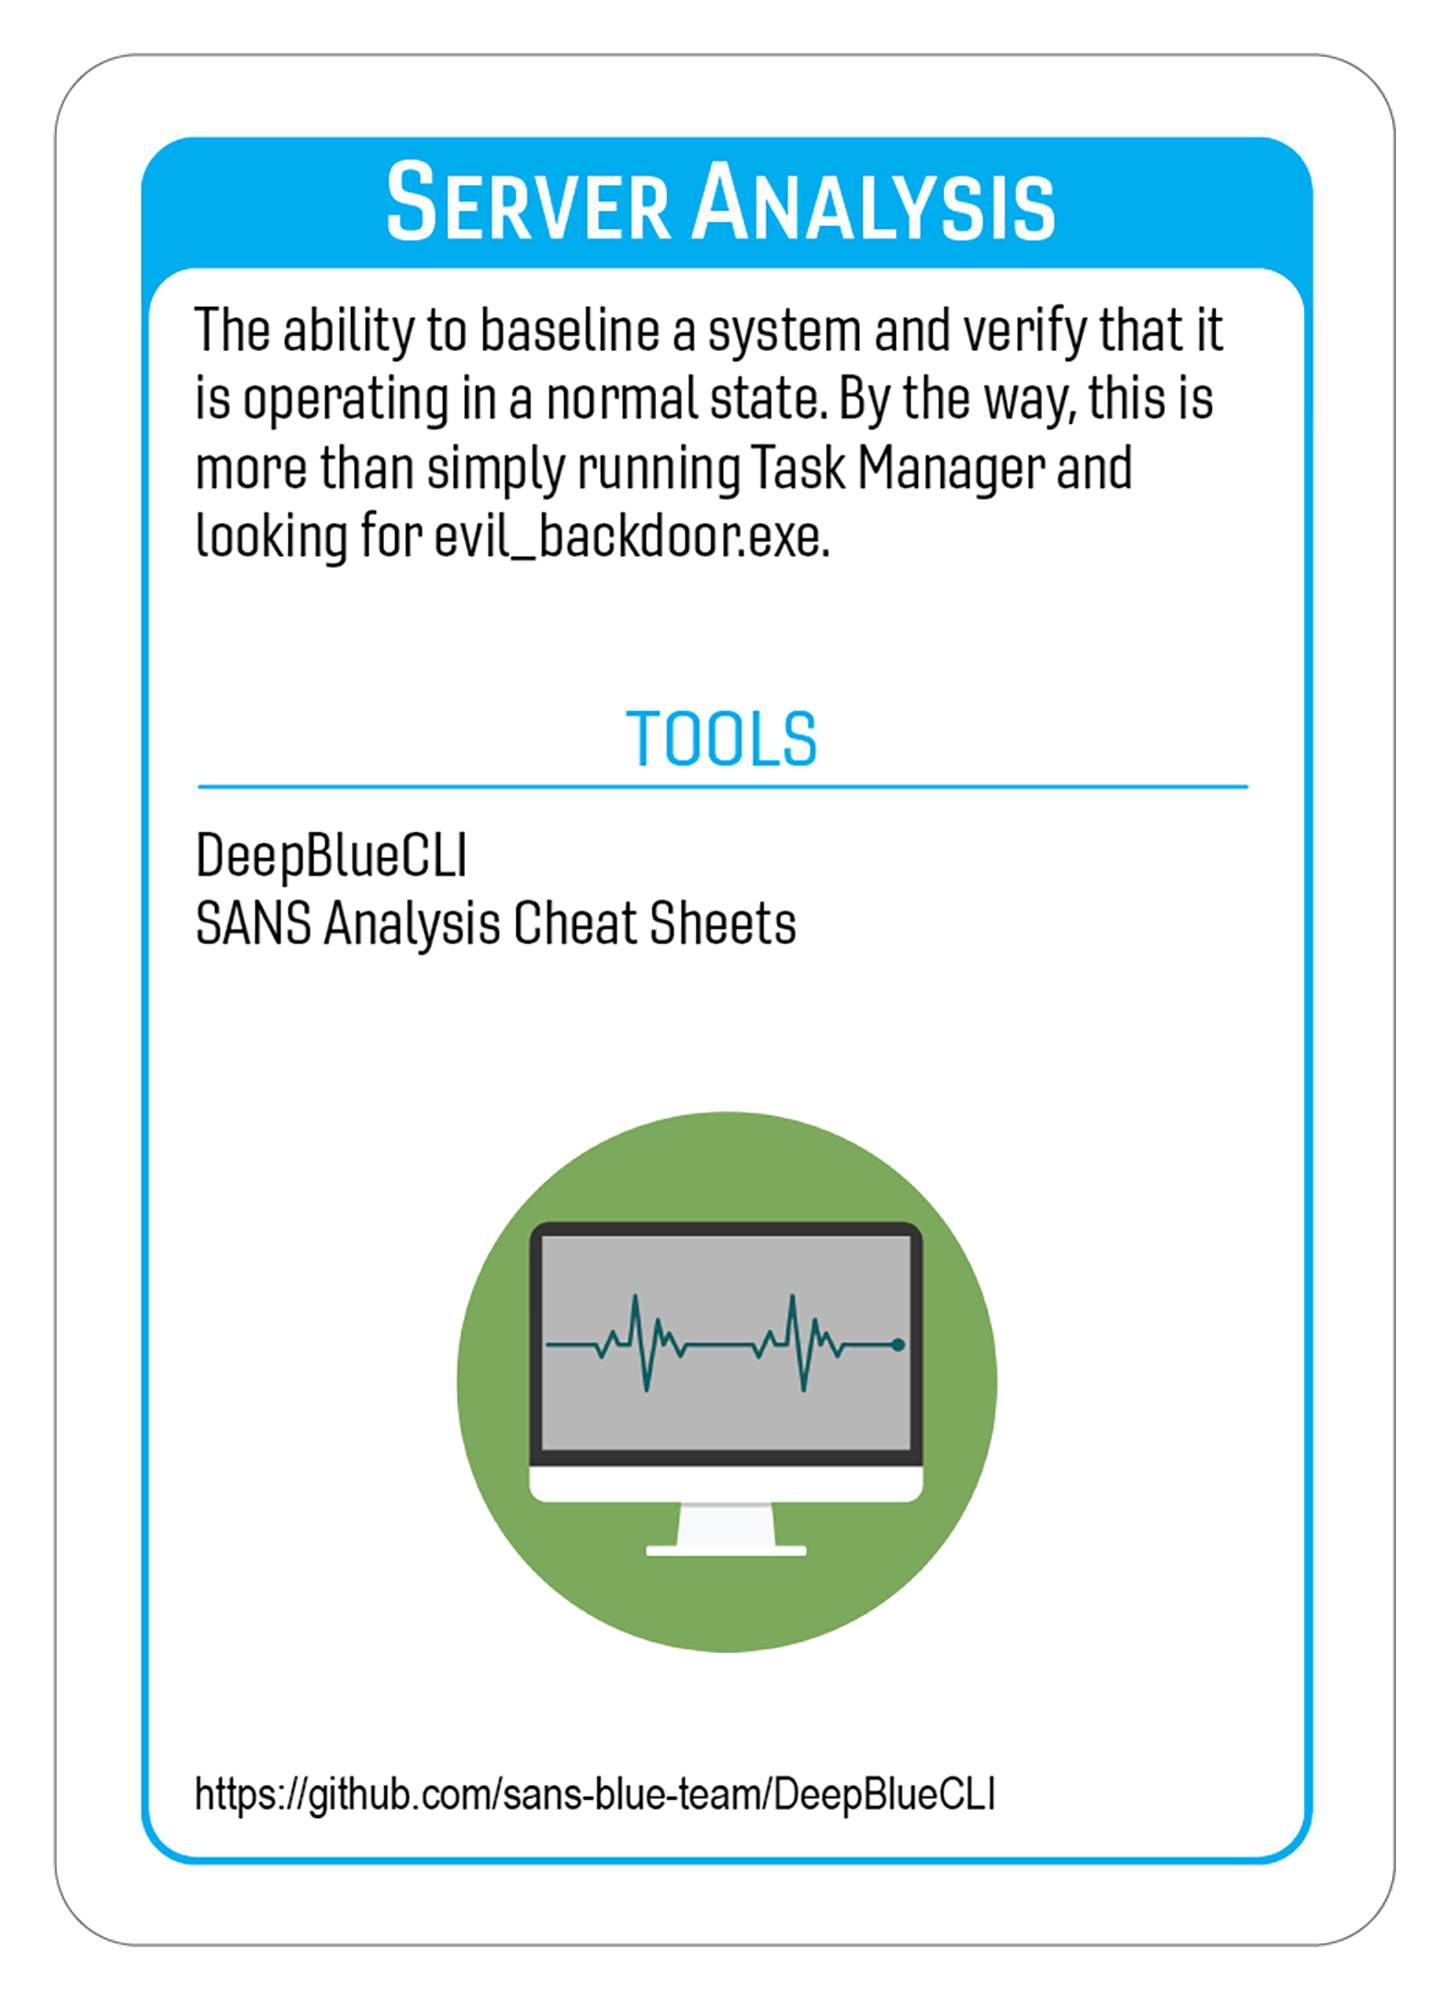 SERVER ANALYSIS
The ability to baseline a system and verify that it
is operating in a normal state. By the way, this is
more than simply running Task Manager and
looking for evil_backdoor.exe.
TOOLS
DeepBlueCLI
SANS Analysis Cheat Sheets
https://github.com/sans-blue-team/DeepBlueCLI